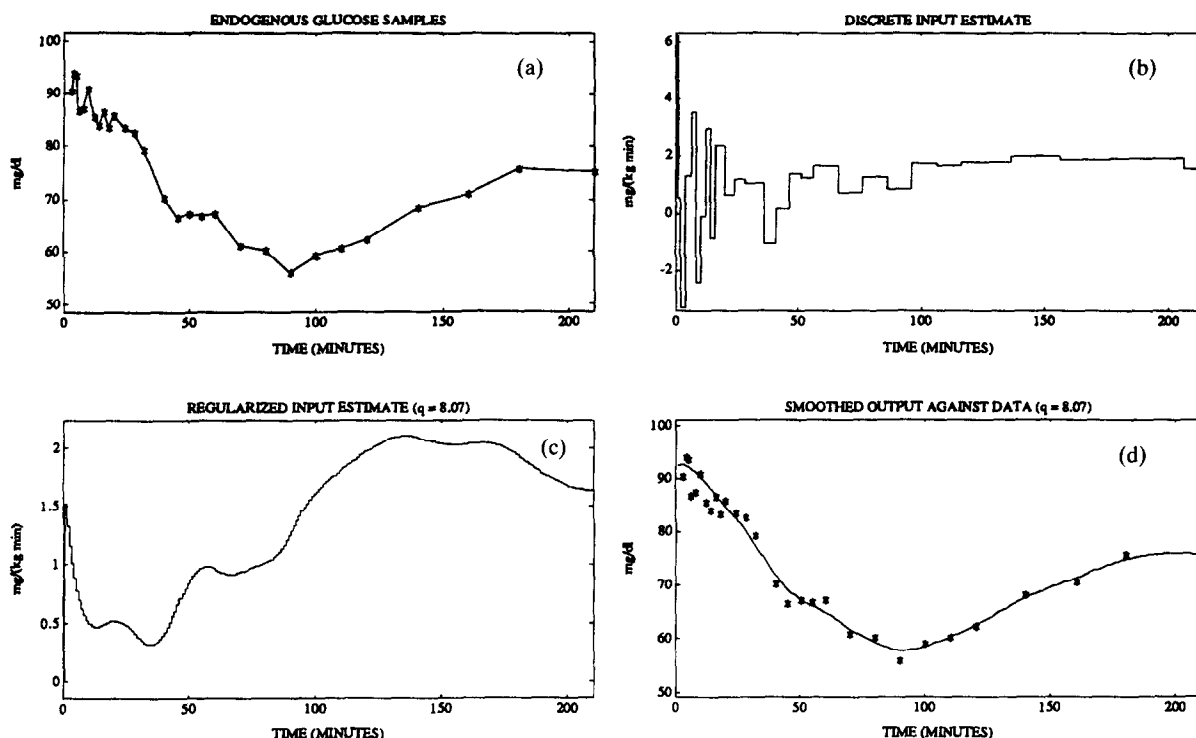 ENDOGENOUS GLUCOSE SAMPLES
(a)
mg/dl
100
90
80
70
60
50
0 50 100 150 200
TIME (MINUTES)
DISCRETE INPUT ESTIMATE
(b)
mg/(kg min)
6
4
2
0
-2
0 50 100 150 200
TIME (MINUTES)
REGULARIZED INPUT ESTIMATE (q = 8.07)
(c)
mg/(kg min)
2
1.5
1
0.5
0
0 50 100 150 200
TIME (MINUTES)
SMOOTHED OUTPUT AGAINST DATA (q = 8.07)
(d)
mg/dl
100
90
80
70
60
50
0 50 100 150 200
TIME (MINUTES)